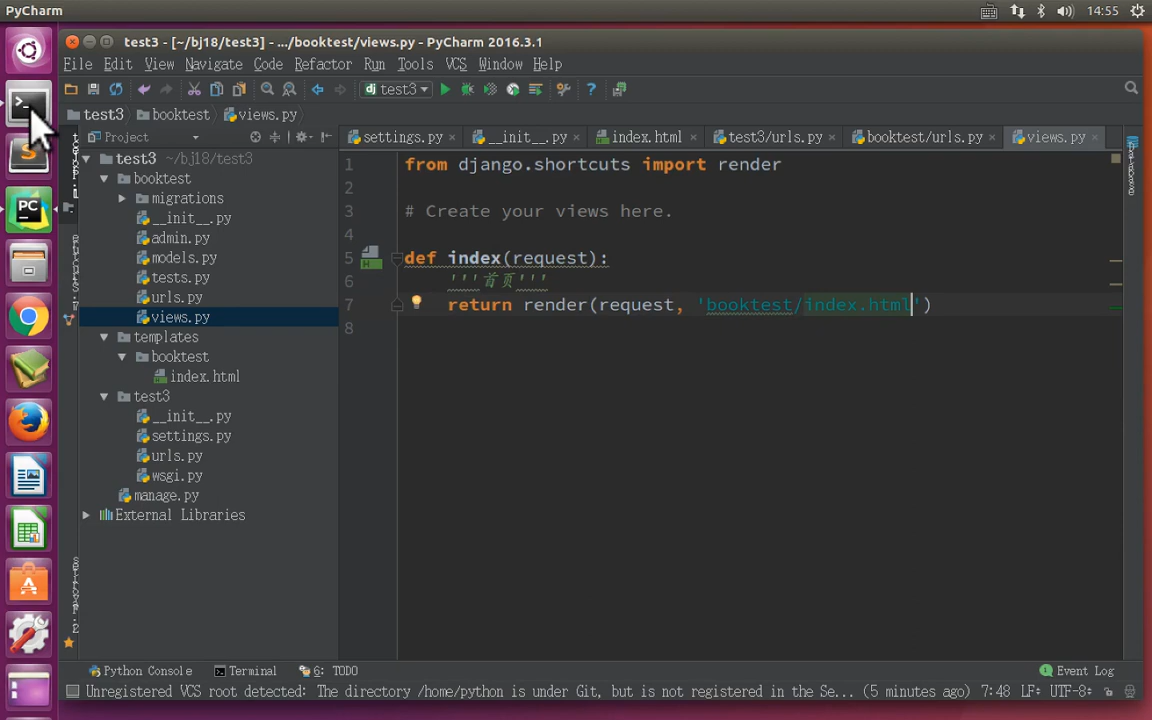 PyCharm
14:55
test3 - [~/bj18/test3] - .../booktest/views.py - PyCharm 2016.3.1
File Edit View Navigate Code Refactor Run Tools VCS Window Help
dj test3
test3 booktest views.py
Project
settings.py __init__.py index.html test3/urls.py booktest/urls.py views.py
test3 ~/bj18/test3
booktest
migrations
__init__.py
admin.py
models.py
tests.py
urls.py
views.py
templates
booktest
index.html
test3
__init__.py
settings.py
urls.py
wsgi.py
manage.py
External Libraries
1 from django.shortcuts import render
2
3 # Create your views here.
4
5 def index(request):
6 '''首页'''
7 return render(request, 'booktest/index.html')
8
Python Console Terminal 6: TODO Event Log
Unregistered VCS root detected: The directory /home/python is under Git, but is not registered in the Se... (5 minutes ago) 7:48 LF÷ UTF-8÷